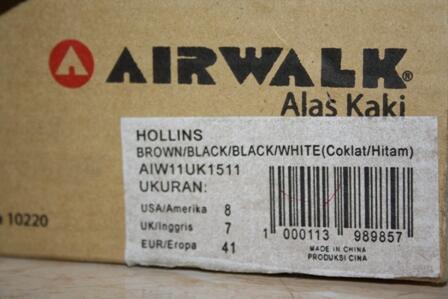 AIRWALK®
Alas Kaki
HOLLINS
BROWN/BLACK/BLACK/WHITE(Coklat/Hitam)
AIW11UK1511
UKURAN:
USA/Amerika 8
UK/Inggris 7
EUR/Eropa 41
1 000113 989857
MADE IN CHINA
PRODUKSI CINA
10220